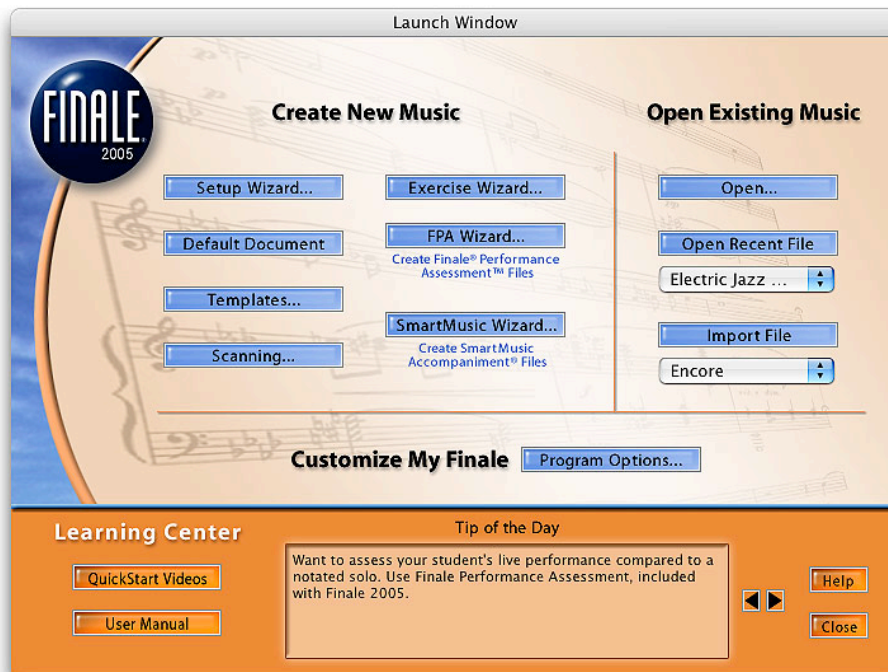 Launch Window
FINALE®
2005
Create New Music
Setup Wizard...
Default Document
Templates...
Scanning...
Exercise Wizard...
FPA Wizard...
Create Finale® Performance
Assessment™ Files
SmartMusic Wizard...
Create SmartMusic
Accompaniment® Files
Open Existing Music
Open...
Open Recent File
Electric Jazz ...
Import File
Encore
Customize My Finale
Program Options...
Learning Center
QuickStart Videos
User Manual
Tip of the Day
Want to assess your student's live performance compared to a
notated solo. Use Finale Performance Assessment, included
with Finale 2005.
Help
Close